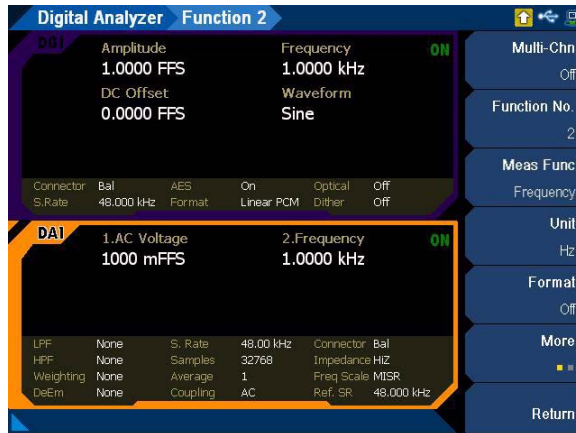 Digital Analyzer Function 2
DG1
ON
Amplitude Frequency
1.0000 FFS 1.0000 kHz
DC Offset Waveform
0.0000 FFS Sine
Connector Bal AES On Optical Off
S.Rate 48.000 kHz Format Linear PCM Dither Off
DA1
ON
1.AC Voltage 2.Frequency
1000 mFFS 1.0000 kHz
LPF None S. Rate 48.00 kHz Connector Bal
HPF None Samples 32768 Impedance HiZ
Weighting None Average 1 Freq Scale MISR
DeEm None Coupling AC Ref. SR 48.000 kHz
Multi-Chn
Off
Function No.
2
Meas Func
Frequency
Unit
Hz
Format
Off
More
Return